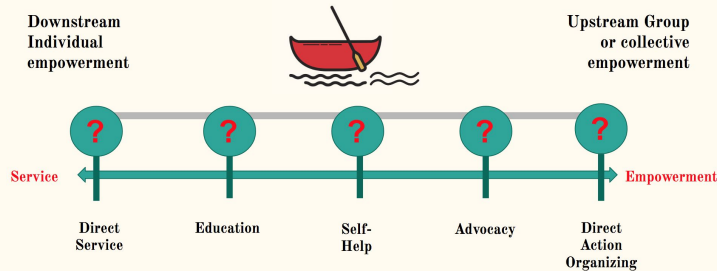 Downstream
Individual
empowerment
Upstream Group
or collective
empowerment
?
?
?
?
?
Service
Empowerment
Direct
Service
Education
Self-
Help
Advocacy
Direct
Action
Organizing